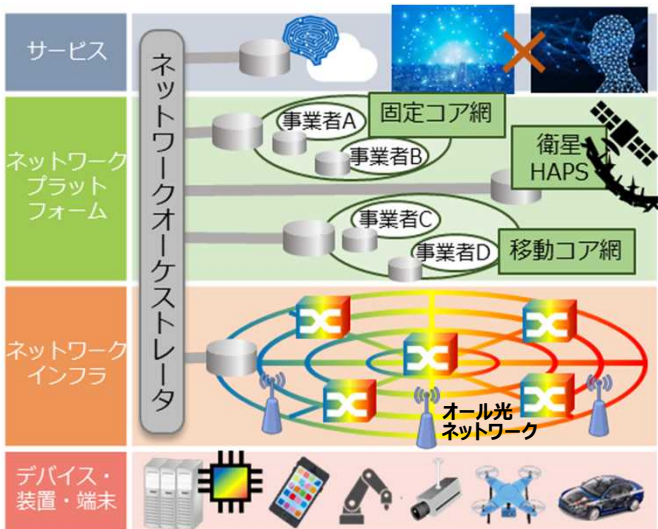 サービス
ネットワークオーケストレータ
ネットワーク
プラット
フォーム
事業者A
固定コア網
事業者B
衛星
HAPS
事業者C
事業者D
移動コア網
ネットワーク
インフラ
オール光
ネットワーク
デバイス・
装置・端末